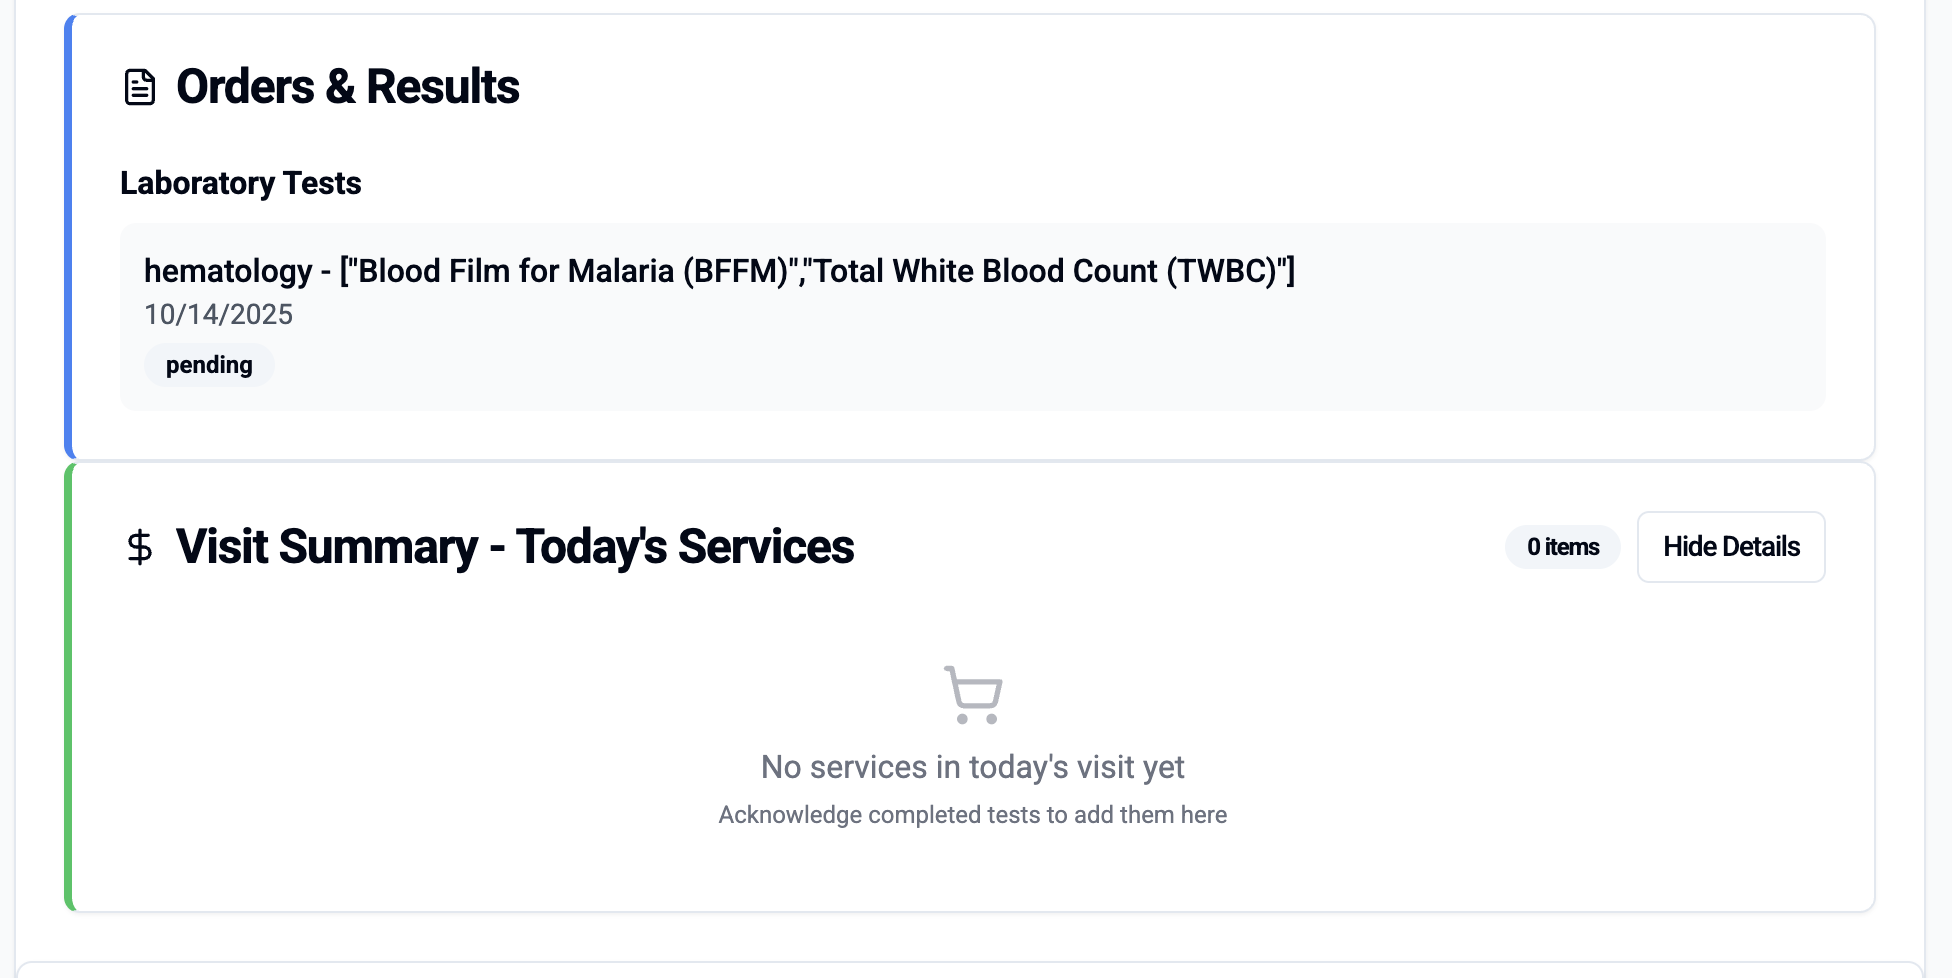 Orders & Results
Laboratory Tests
hematology - ["Blood Film for Malaria (BFFM)","Total White Blood Count (TWBC)"]
10/14/2025
pending
Visit Summary - Today's Services
0 items
Hide Details
No services in today's visit yet
Acknowledge completed tests to add them here